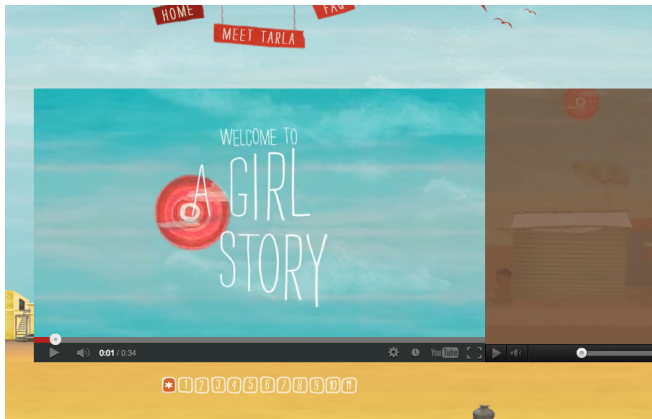 HOME
FAQ
MEET TARLA
WELCOME TO
A GIRL
STORY
0:01 / 0:34
YouTube
* 1 2 3 4 5 6 7 8 9 10 11